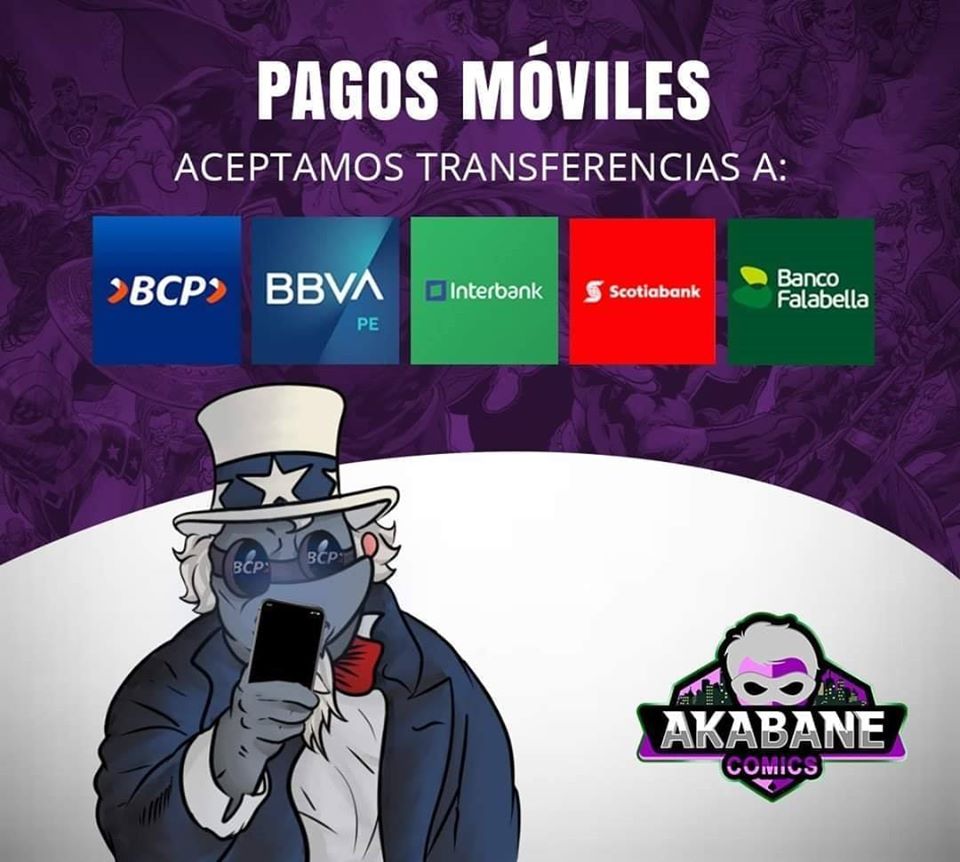 PAGOS MÓVILES
ACEPTAMOS TRANSFERENCIAS A:
BCP
BBVA
PE
Interbank
Scotiabank
Banco
Falabella
BCP
BCP
AKABANE
COMICS